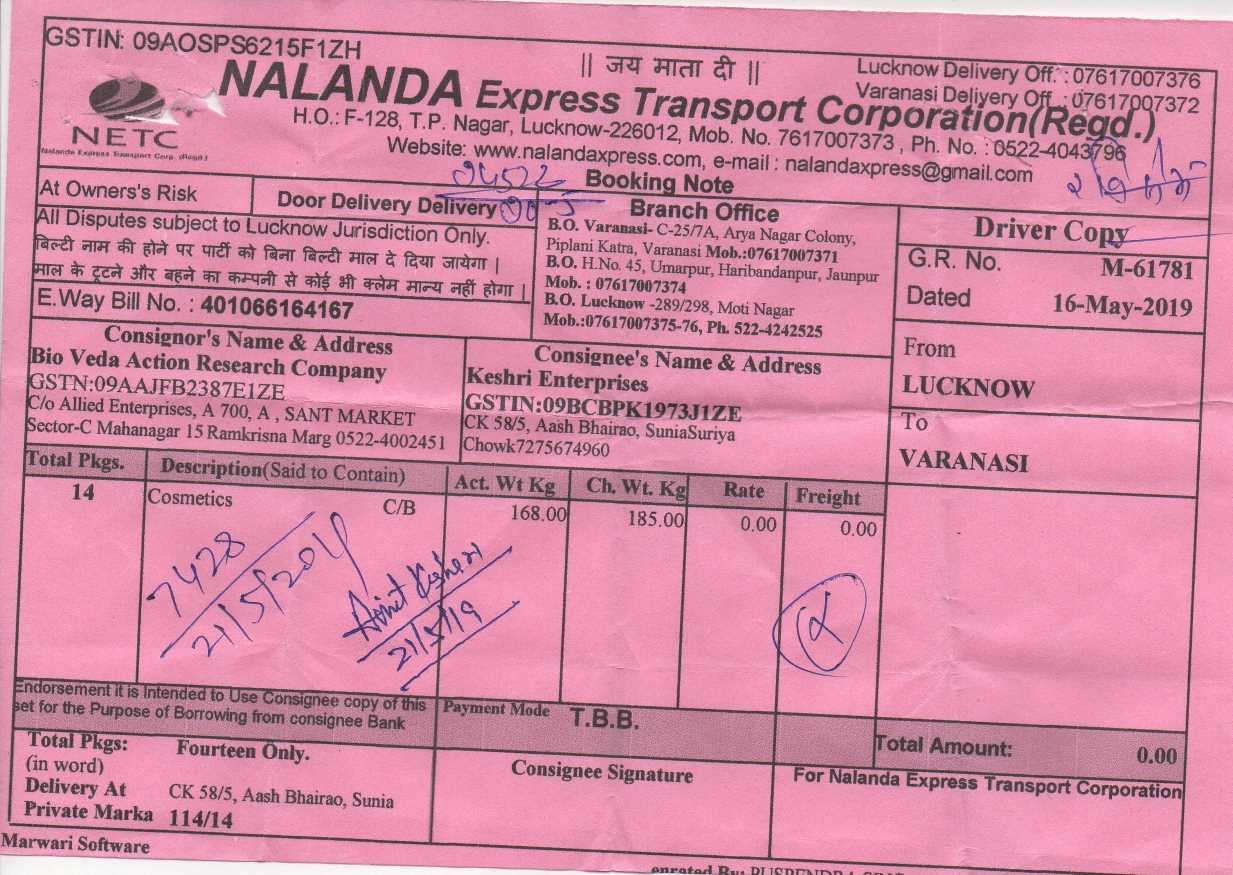 GSTIN: 09AOSPS6215F1ZH
|| जय माता दी ||
Lucknow Delivery Off. : 07617007376
Varanasi Delivery Off. : 07617007372
NETC
Nalanda Express Transport Corp. (Regd.)
NALANDA Express Transport Corporation(Regd.)
H.O.: F-128, T.P. Nagar, Lucknow-226012, Mob. No. 7617007373 , Ph. No. : 0522-4043796
Website: www.nalandaxpress.com, e-mail : nalandaxpress@gmail.com
Booking Note
At Owners's Risk
Door Delivery Delivery
All Disputes subject to Lucknow Jurisdiction Only.
बिल्टी नाम की होने पर पार्टी को बिना बिल्टी माल दे दिया जायेगा |
माल के टूटने और बहने का कम्पनी से कोई भी क्लेम मान्य नहीं होगा |
E.Way Bill No. : 401066164167
Branch Office
B.O. Varanasi- C-25/7A, Arya Nagar Colony,
Piplani Katra, Varanasi Mob.:07617007371
B.O. H.No. 45, Umarpur, Haribandanpur, Jaunpur
Mob. : 07617007374
B.O. Lucknow -289/298, Moti Nagar
Mob.:07617007375-76, Ph. 522-4242525
Driver Copy
G.R. No. M-61781
Dated 16-May-2019
From
LUCKNOW
To
VARANASI
Consignor's Name & Address
Bio Veda Action Research Company
GSTN:09AAJFB2387E1ZE
C/o Allied Enterprises, A 700, A , SANT MARKET
Sector-C Mahanagar 15 Ramkrisna Marg 0522-4002451
Consignee's Name & Address
Keshri Enterprises
GSTIN:09BCBPK1973J1ZE
CK 58/5, Aash Bhairao, SuniaSuriya
Chowk7275674960
Total Pkgs. Description(Said to Contain) Act. Wt Kg Ch. Wt. Kg Rate Freight
14 Cosmetics C/B 168.00 185.00 0.00 0.00
7428
21/5/2019
21/5/19
Endorsement it is Intended to Use Consignee copy of this
set for the Purpose of Borrowing from consignee Bank
Payment Mode T.B.B.
Total Amount: 0.00
Total Pkgs: Fourteen Only.
(in word)
Delivery At CK 58/5, Aash Bhairao, Sunia
Private Marka 114/14
Consignee Signature
For Nalanda Express Transport Corporation
Marwari Software